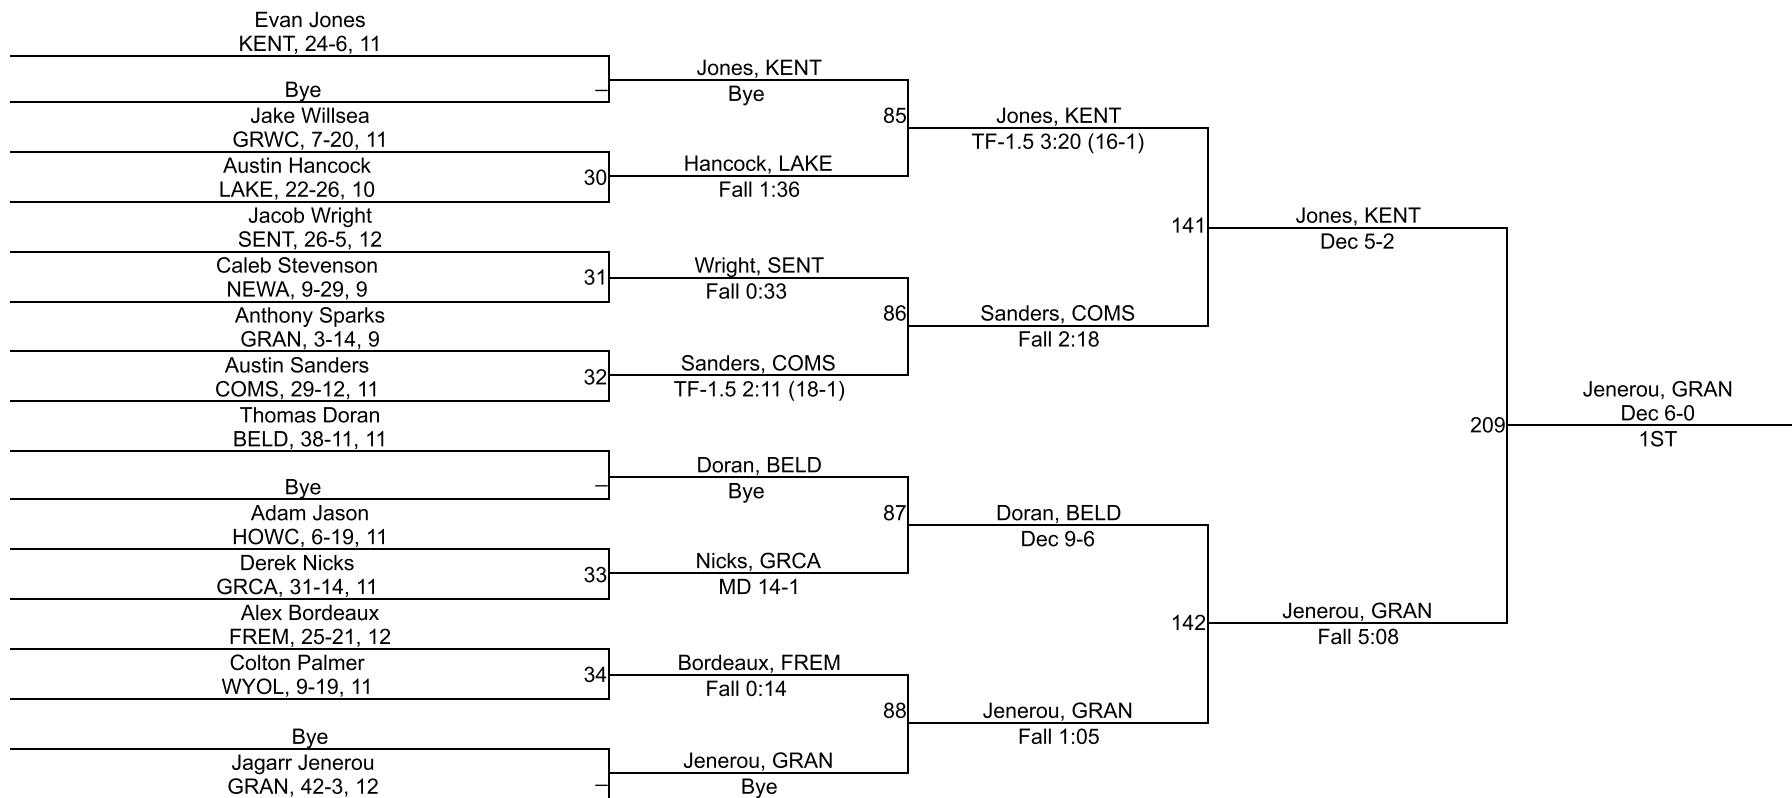 Evan Jones
KENT, 24-6, 11
Bye
–
Jake Willsea
GRWC, 7-20, 11
Austin Hancock
LAKE, 22-26, 10
30
Jacob Wright
SENT, 26-5, 12
Caleb Stevenson
NEWA, 9-29, 9
31
Anthony Sparks
GRAN, 3-14, 9
Austin Sanders
COMS, 29-12, 11
32
Thomas Doran
BELD, 38-11, 11
Bye
–
Adam Jason
HOWC, 6-19, 11
Derek Nicks
GRCA, 31-14, 11
33
Alex Bordeaux
FREM, 25-21, 12
Colton Palmer
WYOL, 9-19, 11
34
Bye
Jagarr Jenerou
GRAN, 42-3, 12
–
Jones, KENT
Bye
85
Hancock, LAKE
Fall 1:36
Wright, SENT
Fall 0:33
86
Sanders, COMS
TF-1.5 2:11 (18-1)
Doran, BELD
Bye
87
Nicks, GRCA
MD 14-1
Bordeaux, FREM
Fall 0:14
88
Jenerou, GRAN
Bye
Jones, KENT
TF-1.5 3:20 (16-1)
141
Sanders, COMS
Fall 2:18
Doran, BELD
Dec 9-6
142
Jenerou, GRAN
Fall 1:05
Jones, KENT
Dec 5-2
209
Jenerou, GRAN
Fall 5:08
Jenerou, GRAN
Dec 6-0
1ST